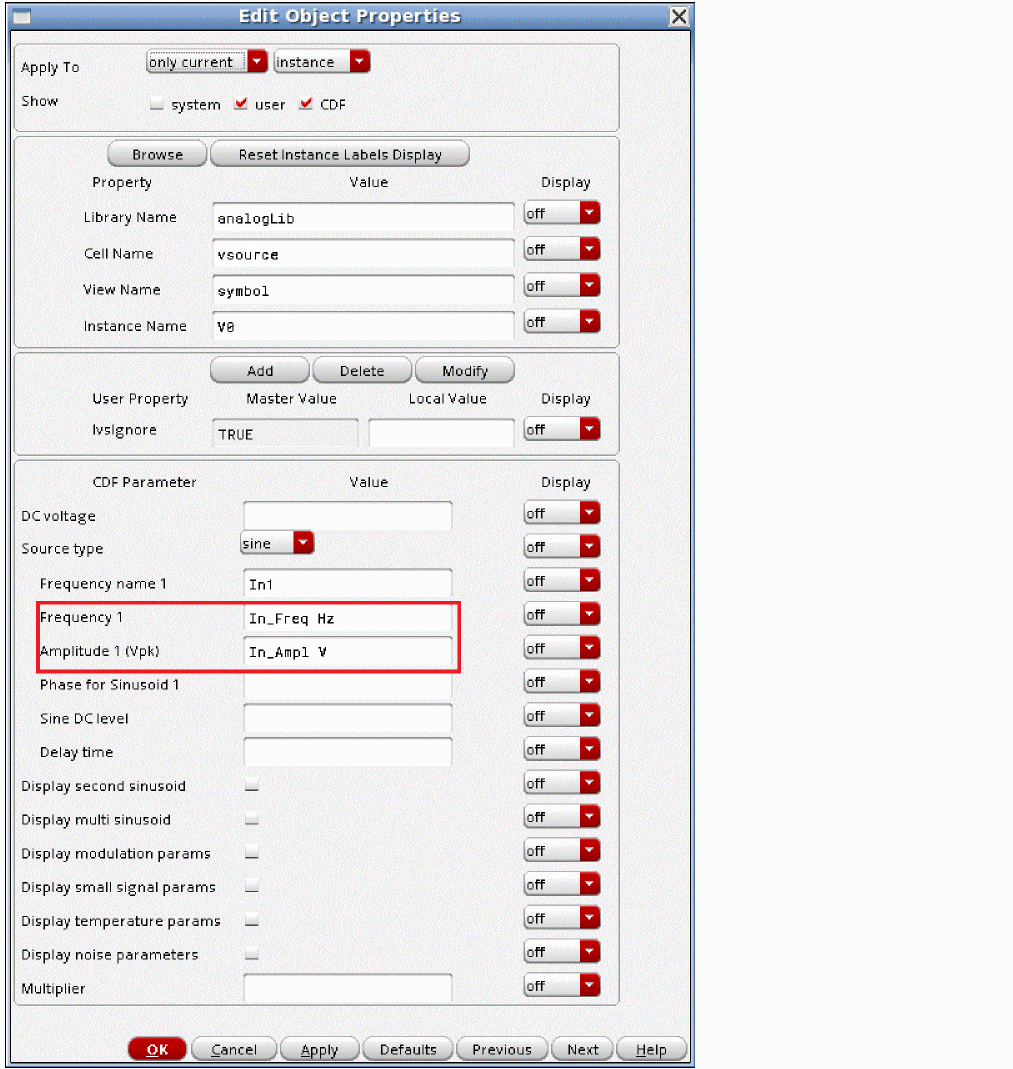 Edit Object Properties
Apply To only current instance
Show system user CDF
Browse Reset Instance Labels Display
Property Value Display
Library Name analogLib off
Cell Name vsource off
View Name symbol off
Instance Name V0 off
Add Delete Modify
User Property Master Value Local Value Display
lvsIgnore TRUE off
CDF Parameter Value Display
DC voltage off
Source type sine off
Frequency name 1 In1 off
Frequency 1 In_Freq Hz off
Amplitude 1 (Vpk) In_Ampl V off
Phase for Sinusoid 1 off
Sine DC level off
Delay time off
Display second sinusoid off
Display multi sinusoid off
Display modulation params off
Display small signal params off
Display temperature params off
Display noise parameters off
Multiplier off
OK Cancel Apply Defaults Previous Next Help